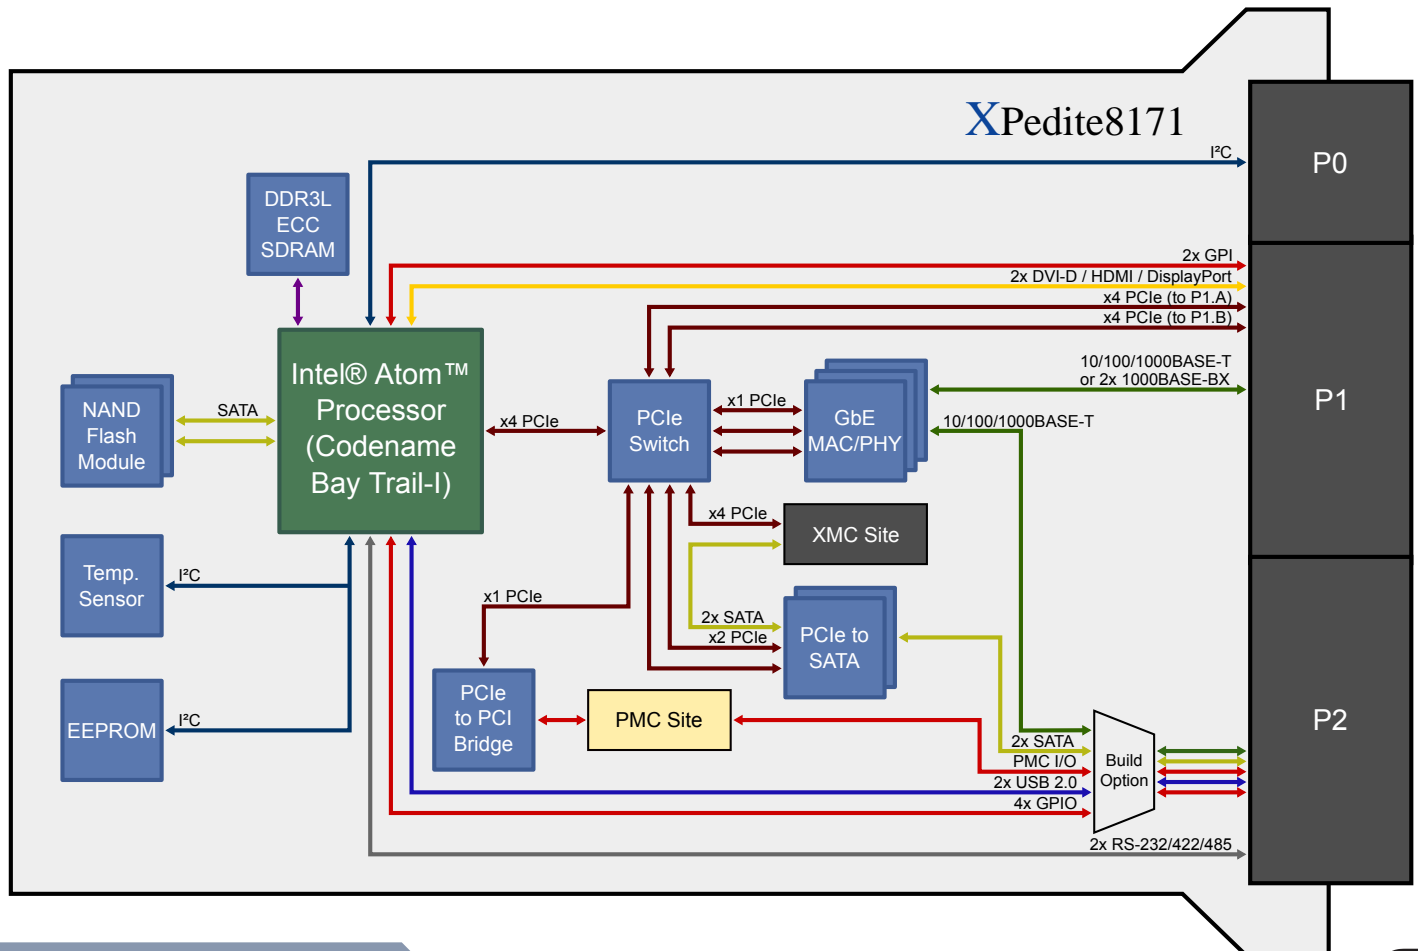 XPedite8171
P0
I²C
DDR3L
ECC
SDRAM
2x GPI
2x DVI-D / HDMI / DisplayPort
x4 PCIe (to P1.A)
x4 PCIe (to P1.B)
Intel® Atom™
Processor
(Codename
Bay Trail-I)
NAND
Flash
Module
SATA
x4 PCIe
PCIe
Switch
x1 PCIe
GbE
MAC/PHY
10/100/1000BASE-T
or 2x 1000BASE-BX
10/100/1000BASE-T
P1
x4 PCIe
XMC Site
Temp.
Sensor
I²C
x1 PCIe
2x SATA
x2 PCIe
PCIe to
SATA
EEPROM
I²C
PCIe
to PCI
Bridge
PMC Site
2x SATA
PMC I/O
2x USB 2.0
4x GPIO
Build
Option
P2
2x RS-232/422/485